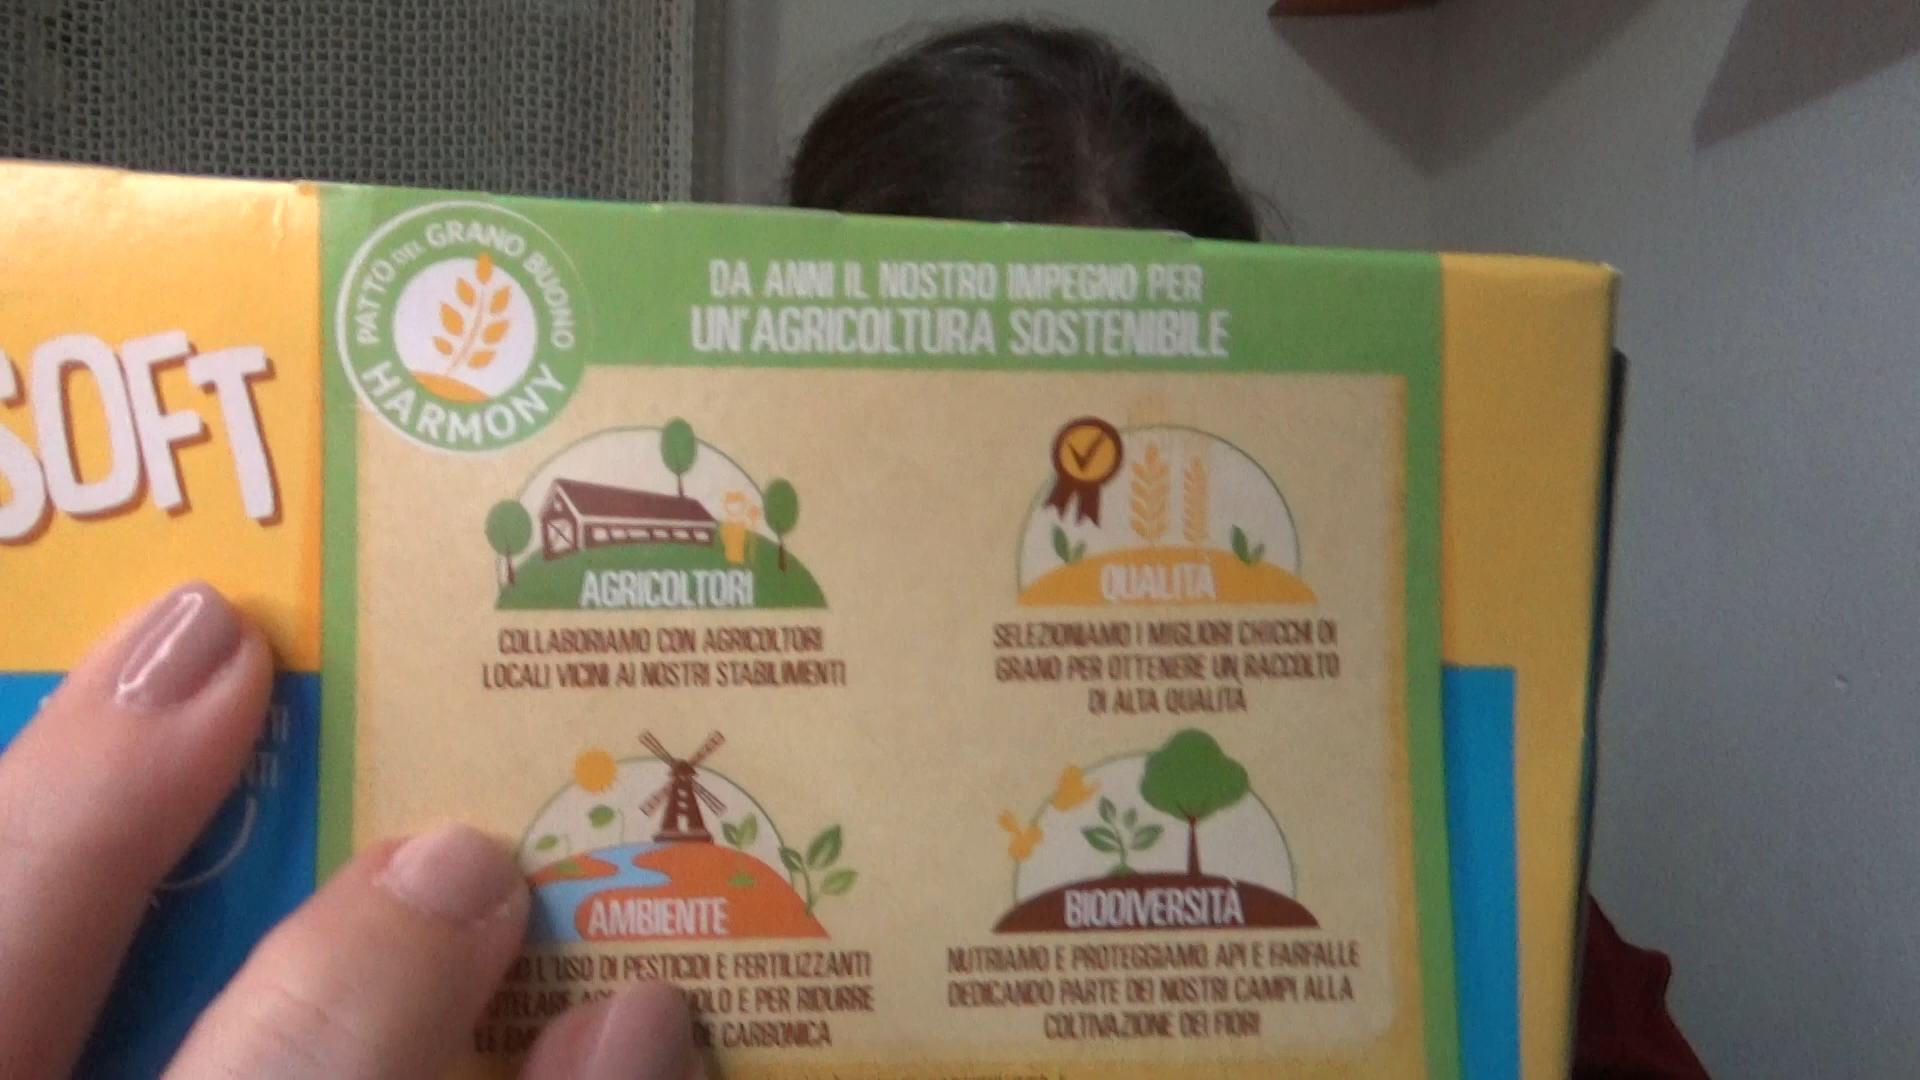 SOFT
PATTO DEL GRANO BUONO
HARMONY
DA ANNI IL NOSTRO IMPEGNO PER
UN'AGRICOLTURA SOSTENIBILE
AGRICOLTORI
COLLABORIAMO CON AGRICOLTORI
LOCALI VICINI AI NOSTRI STABILIMENTI
QUALITÀ
SELEZIONIAMO I MIGLIORI CHICCHI DI
GRANO PER OTTENERE UN RACCOLTO
DI ALTA QUALITÀ
AMBIENTE
L'USO DI PESTICIDI E FERTILIZZANTI
E PER RIDURRE
LE CARBONICA
BIODIVERSITÀ
NUTRIAMO E PROTEGGIAMO API E FARFALLE
DEDICANDO PARTE DEI NOSTRI CAMPI ALLA
COLTIVAZIONE DEI FIORI